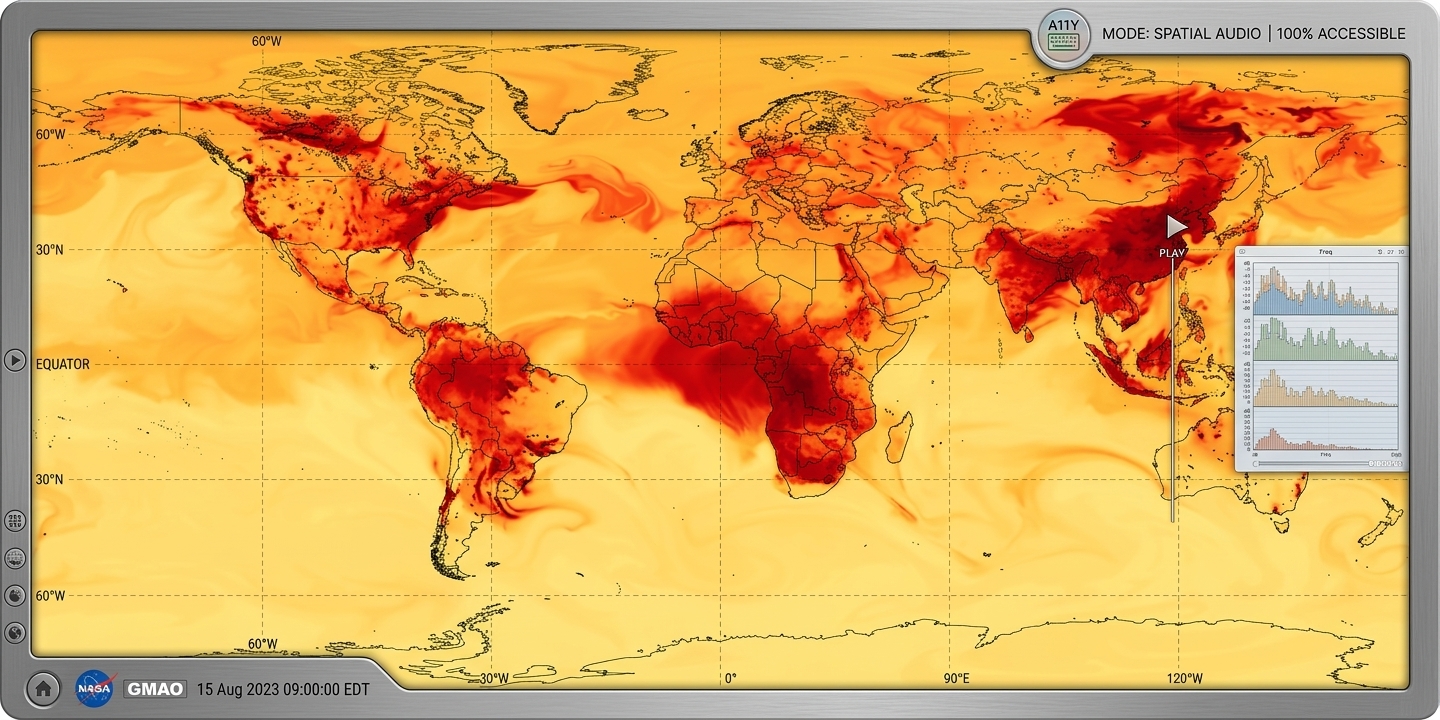 A11Y
MODE: SPATIAL AUDIO | 100% ACCESSIBLE
60°W
60°W
30°N
PLAY
Freq
EQUATOR
30°N
60°W
60°W
30°W
0°
90°E
120°W
NASA
GMAO
15 Aug 2023 09:00:00 EDT